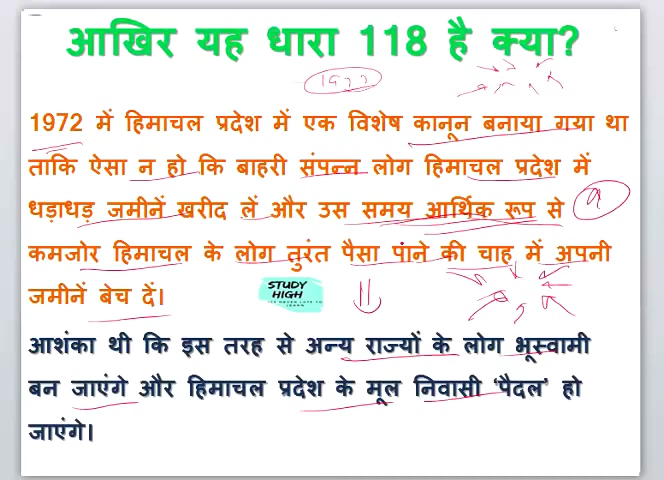 आखिर यह धारा 118 है क्या?
1972
1972 में हिमाचल प्रदेश में एक विशेष कानून बनाया गया था
ताकि ऐसा न हो कि बाहरी संपन्न लोग हिमाचल प्रदेश में
धड़ाधड़ जमीनें खरीद लें और उस समय आर्थिक रूप से
कमजोर हिमाचल के लोग तुरंत पैसा पाने की चाह में अपनी
जमीनें बेच दें।
STUDY
HIGH
आशंका थी कि इस तरह से अन्य राज्यों के लोग भूस्वामी
बन जाएंगे और हिमाचल प्रदेश के मूल निवासी 'पैदल' हो
जाएंगे।